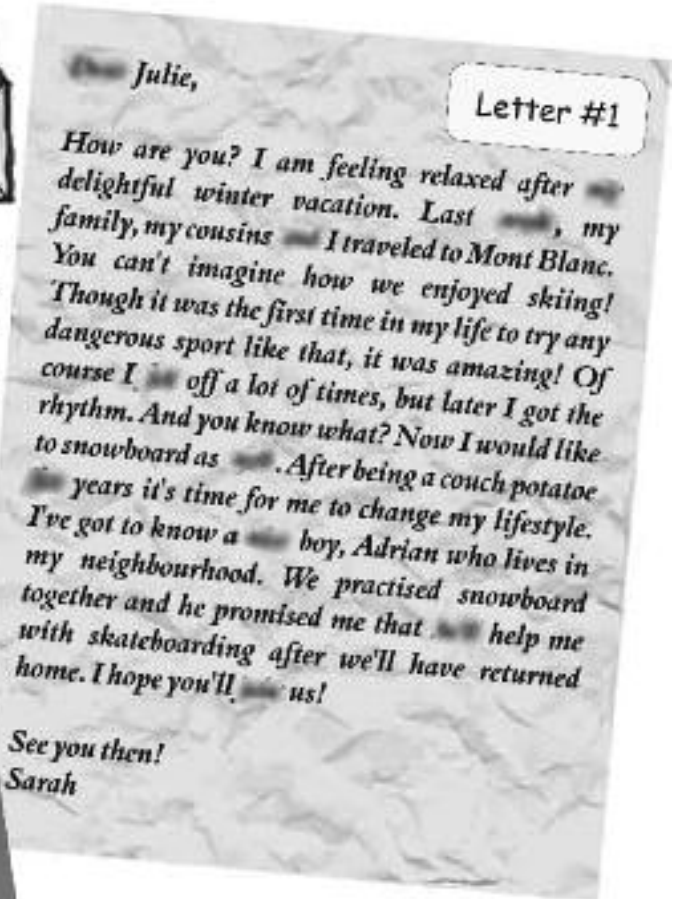 Julie,
Letter #1
How are you? I am feeling relaxed after
delightful winter vacation. Last , my
family, my cousins I traveled to Mont Blanc.
You can't imagine how we enjoyed skiing!
Though it was the first time in my life to try any
dangerous sport like that, it was amazing! Of
course I off a lot of times, but later I got the
rhythm. And you know what? Now I would like
to snowboard as . After being a couch potatoe
years it's time for me to change my lifestyle.
I've got to know a boy, Adrian who lives in
my neighbourhood. We practised snowboard
together and he promised me that help me
with skateboarding after we'll have returned
home. I hope you'll us!
See you then!
Sarah